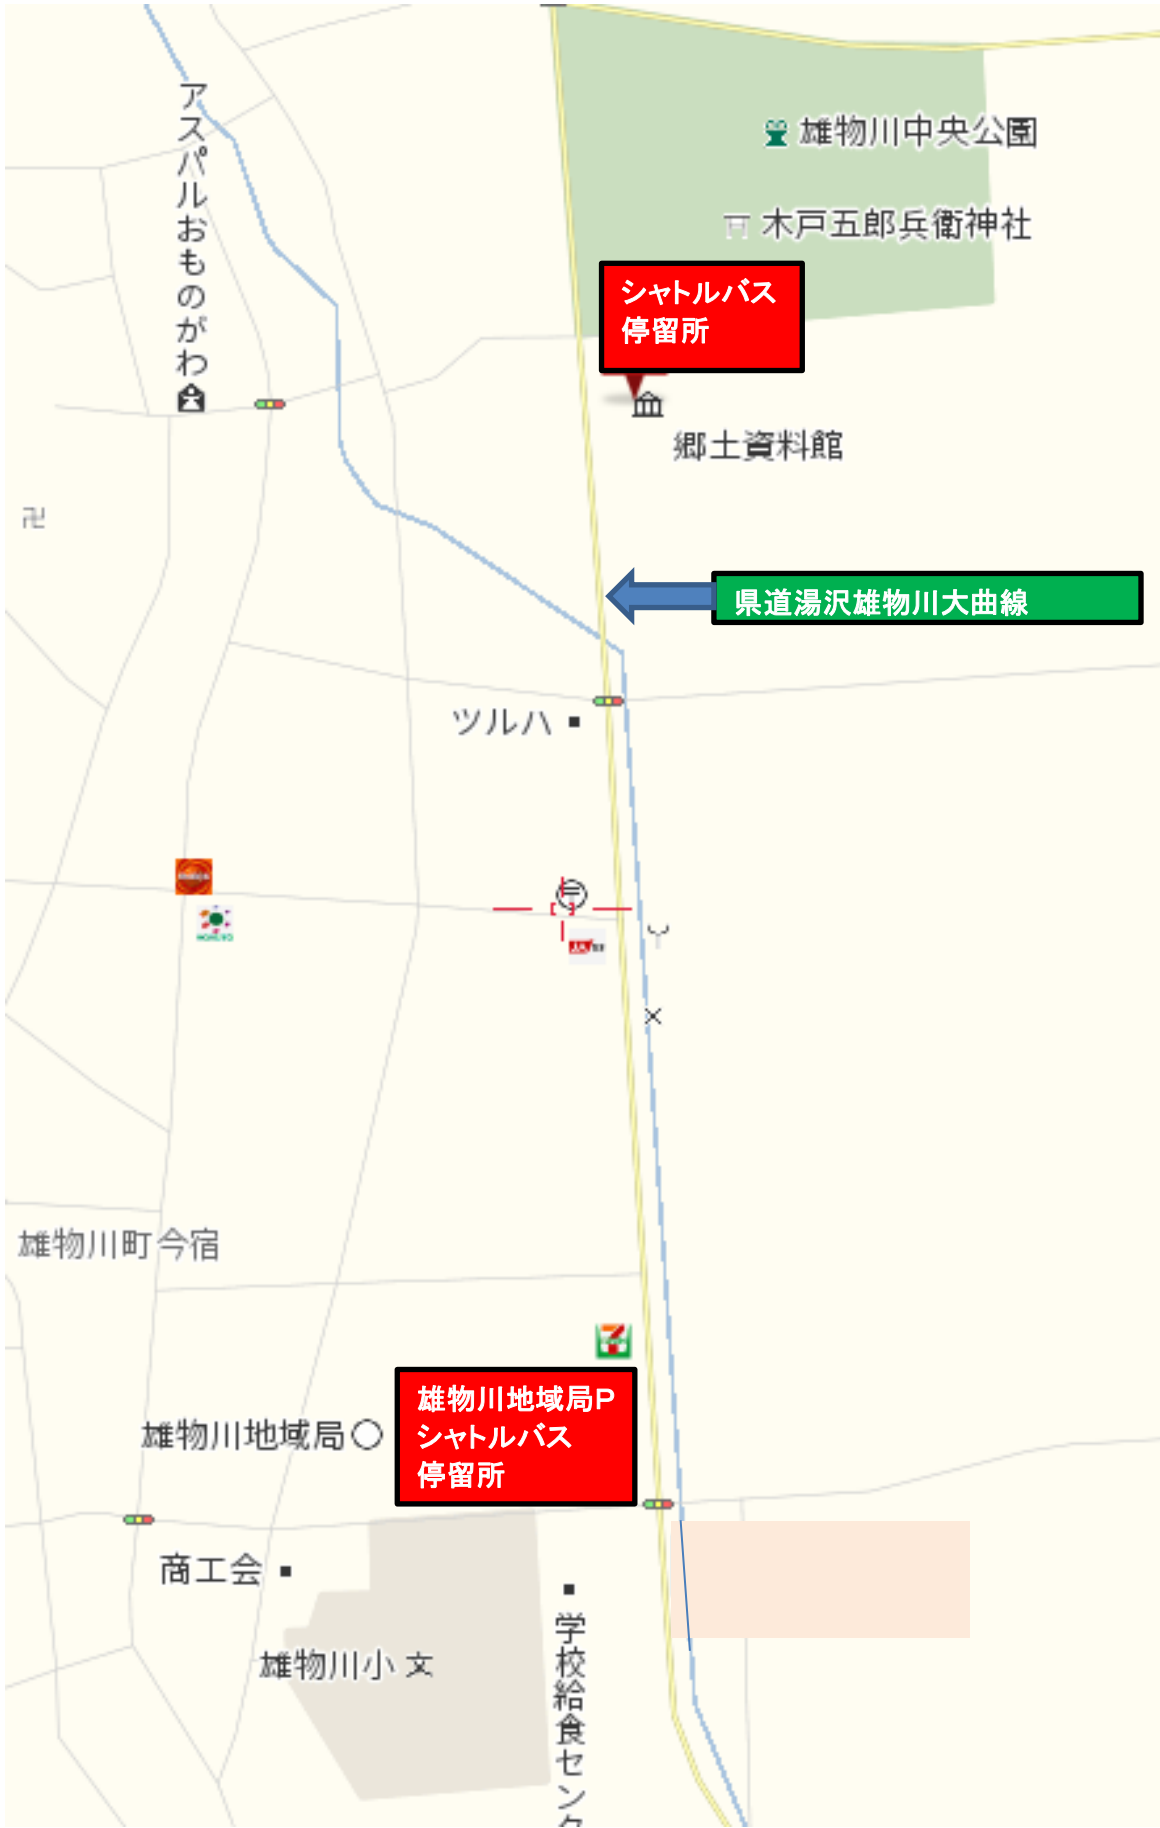 アスパルおものがわ
雄物川中央公園
木戸五郎兵衛神社
シャトルバス
停留所
郷土資料館
県道湯沢雄物川大曲線
ツルハ
雄物川町今宿
雄物川地域局P
シャトルバス
停留所
雄物川地域局
商工会
雄物川小 文
学校給食センタ